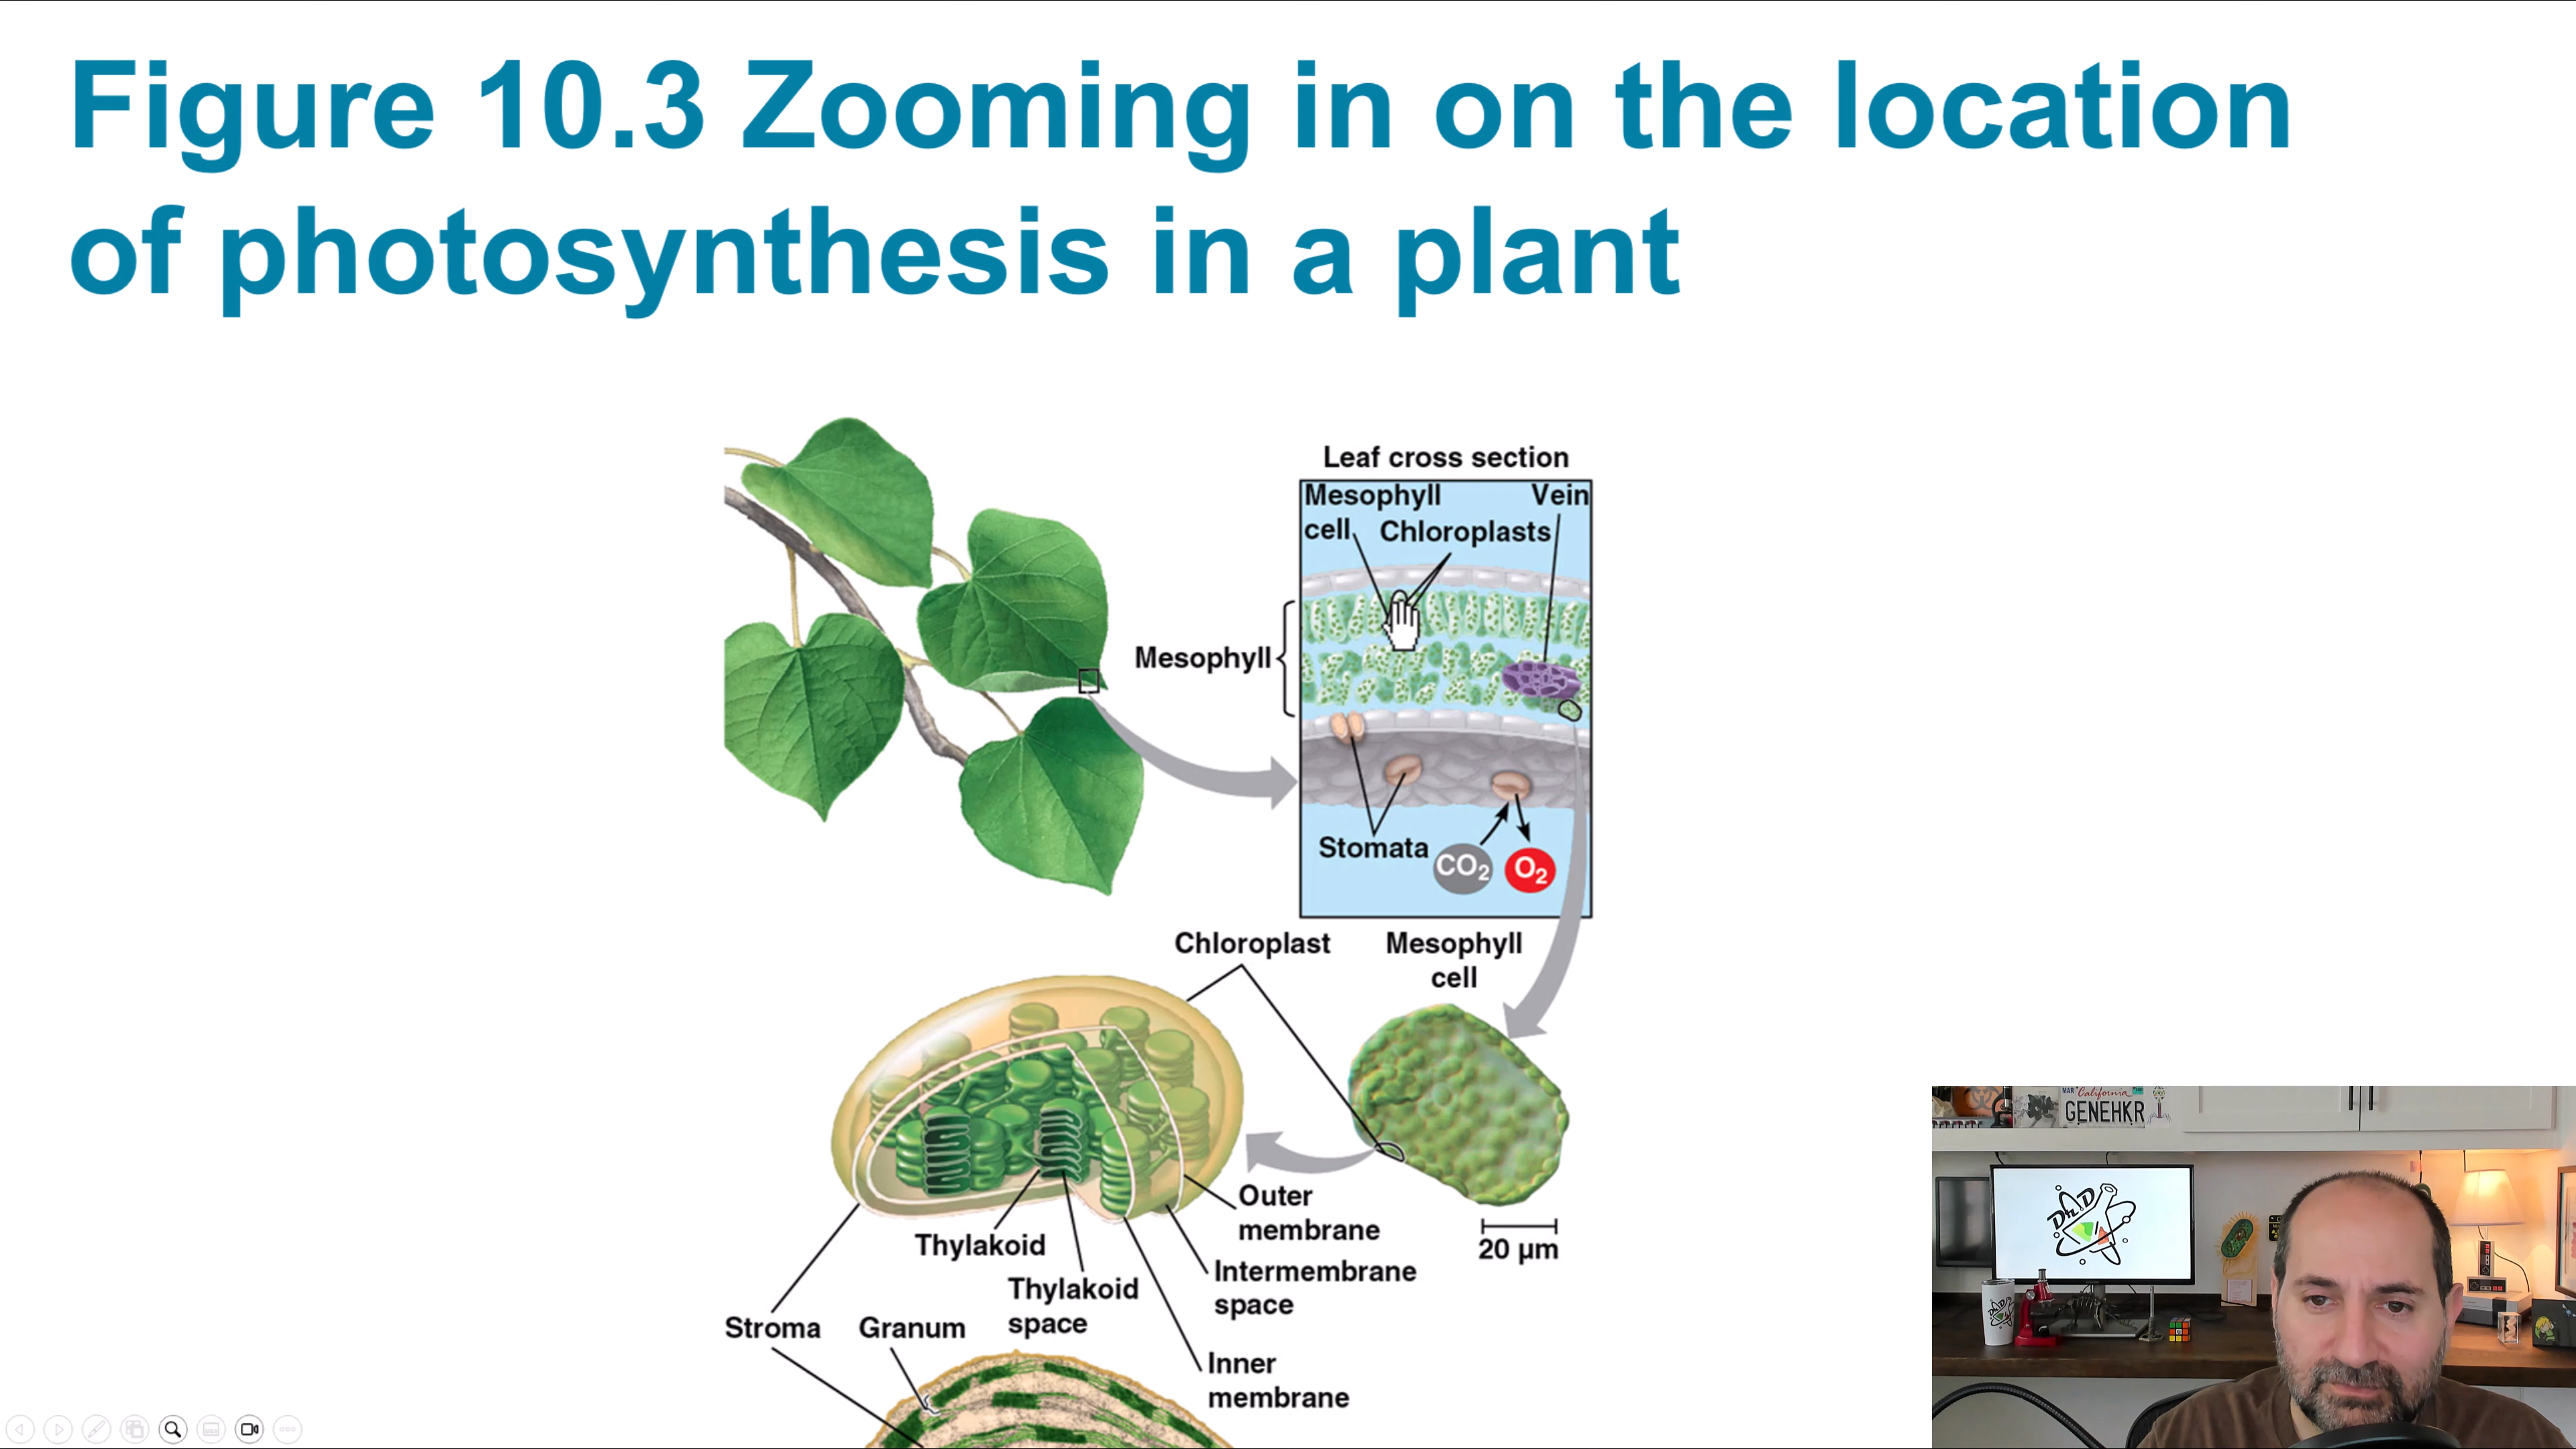 Figure 10.3 Zooming in on the location
of photosynthesis in a plant
Leaf cross section
Mesophyll
cell
Vein
Chloroplasts
Mesophyll
Stomata
CO₂
O₂
Chloroplast
Mesophyll
cell
Outer
membrane
20 µm
Thylakoid
Intermembrane
space
Thylakoid
space
Stroma
Granum
Inner
membrane
MAR
California
GENEHKR